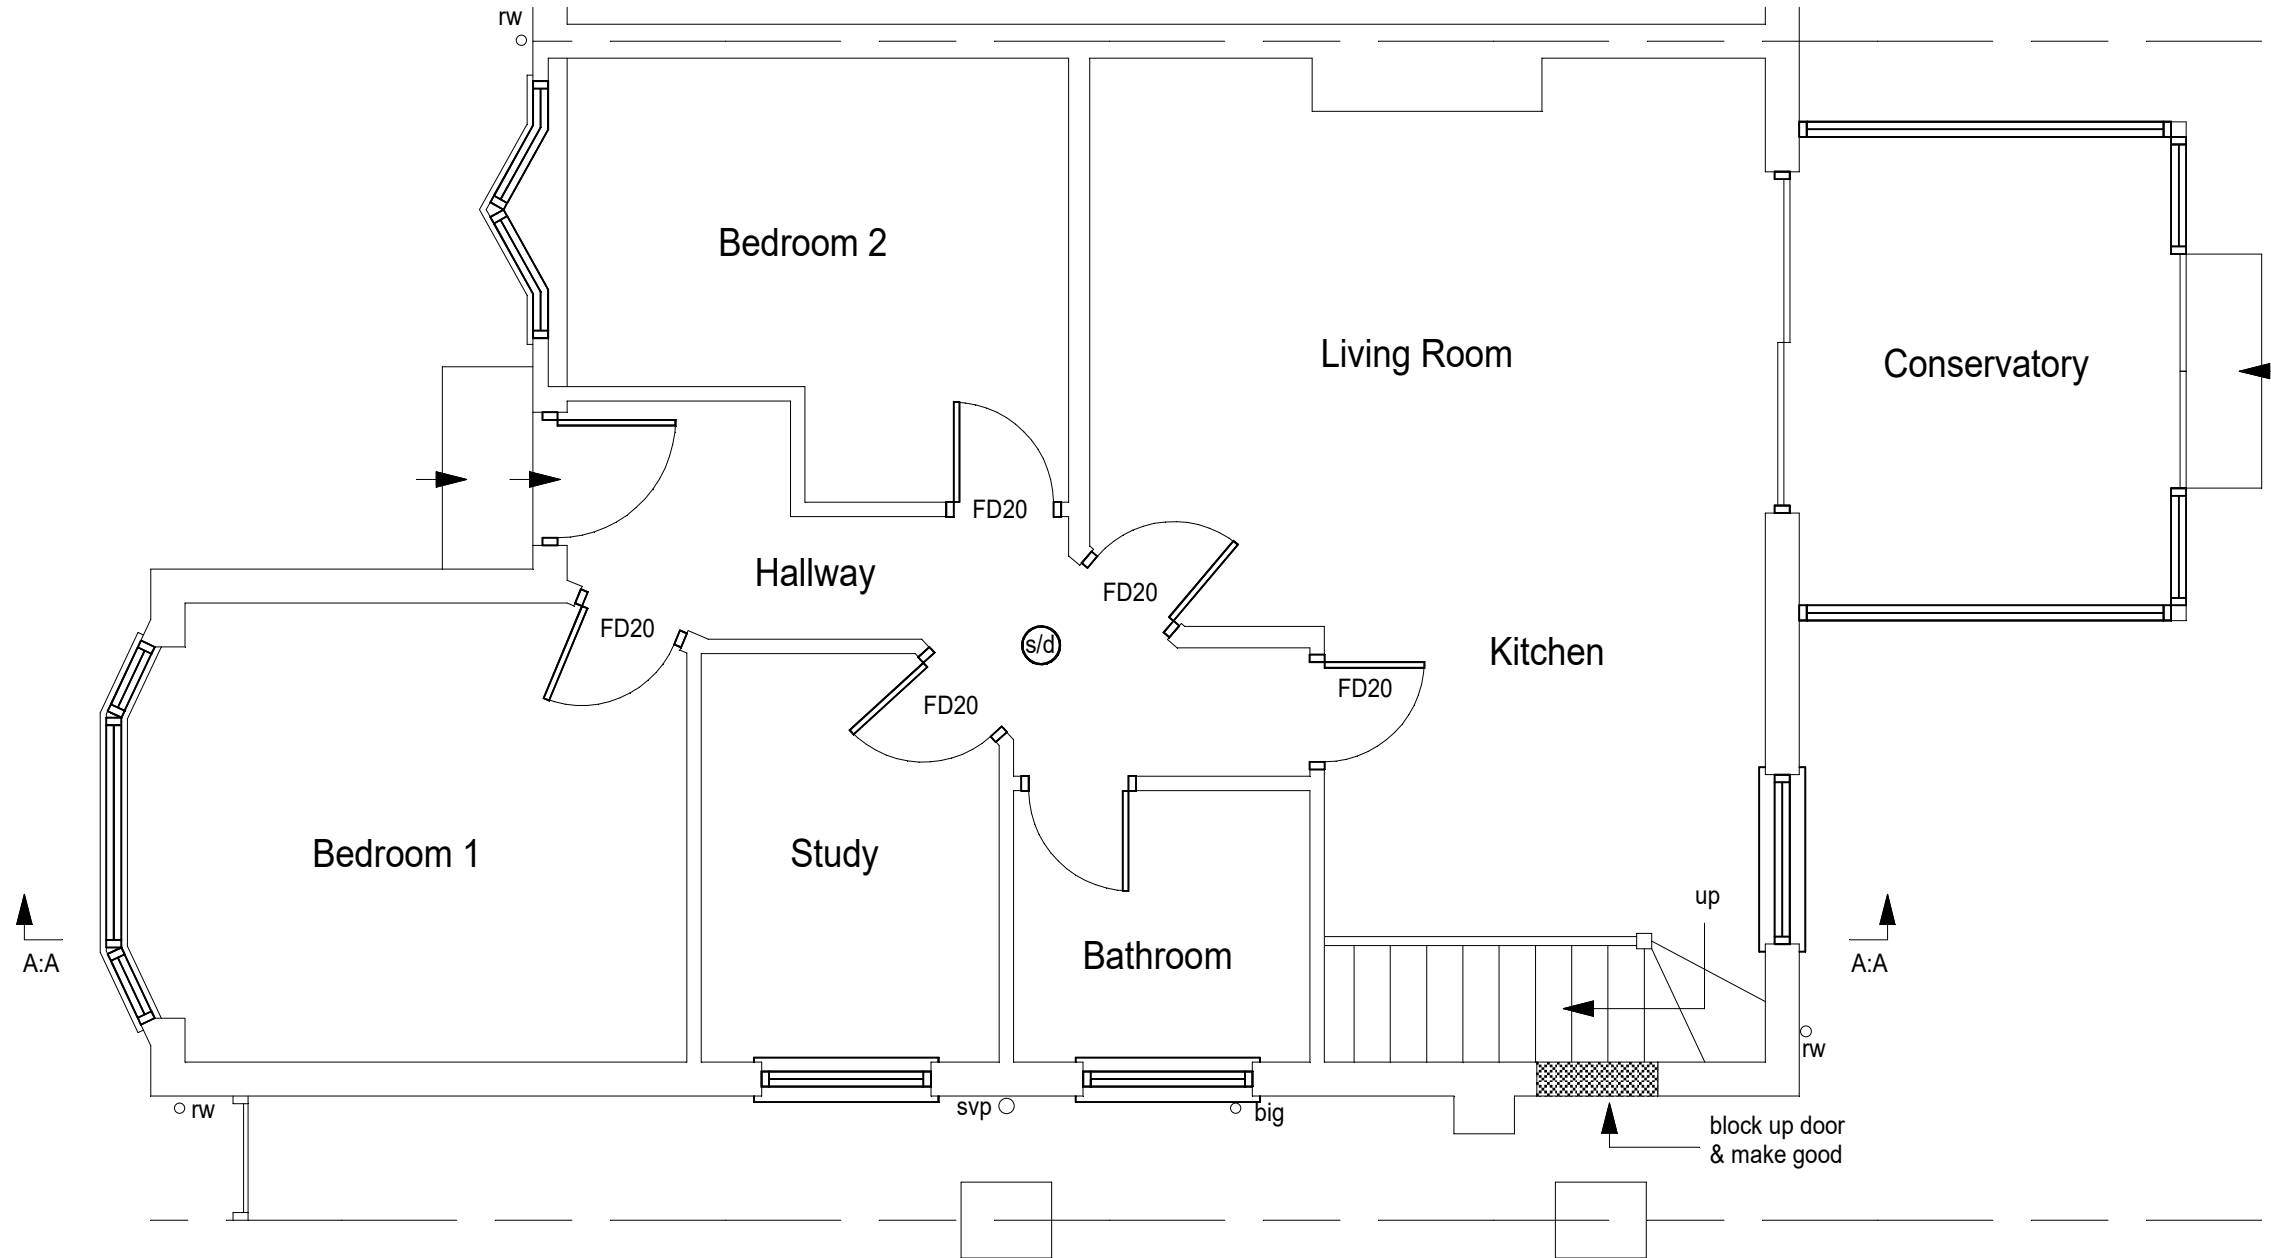 rw
Bedroom 2
Living Room
Conservatory
FD20
Hallway
FD20
FD20
s/d
Kitchen
FD20
FD20
Bedroom 1
Study
up
Bathroom
A:A
A:A
rw
rw
svp
big
block up door
& make good